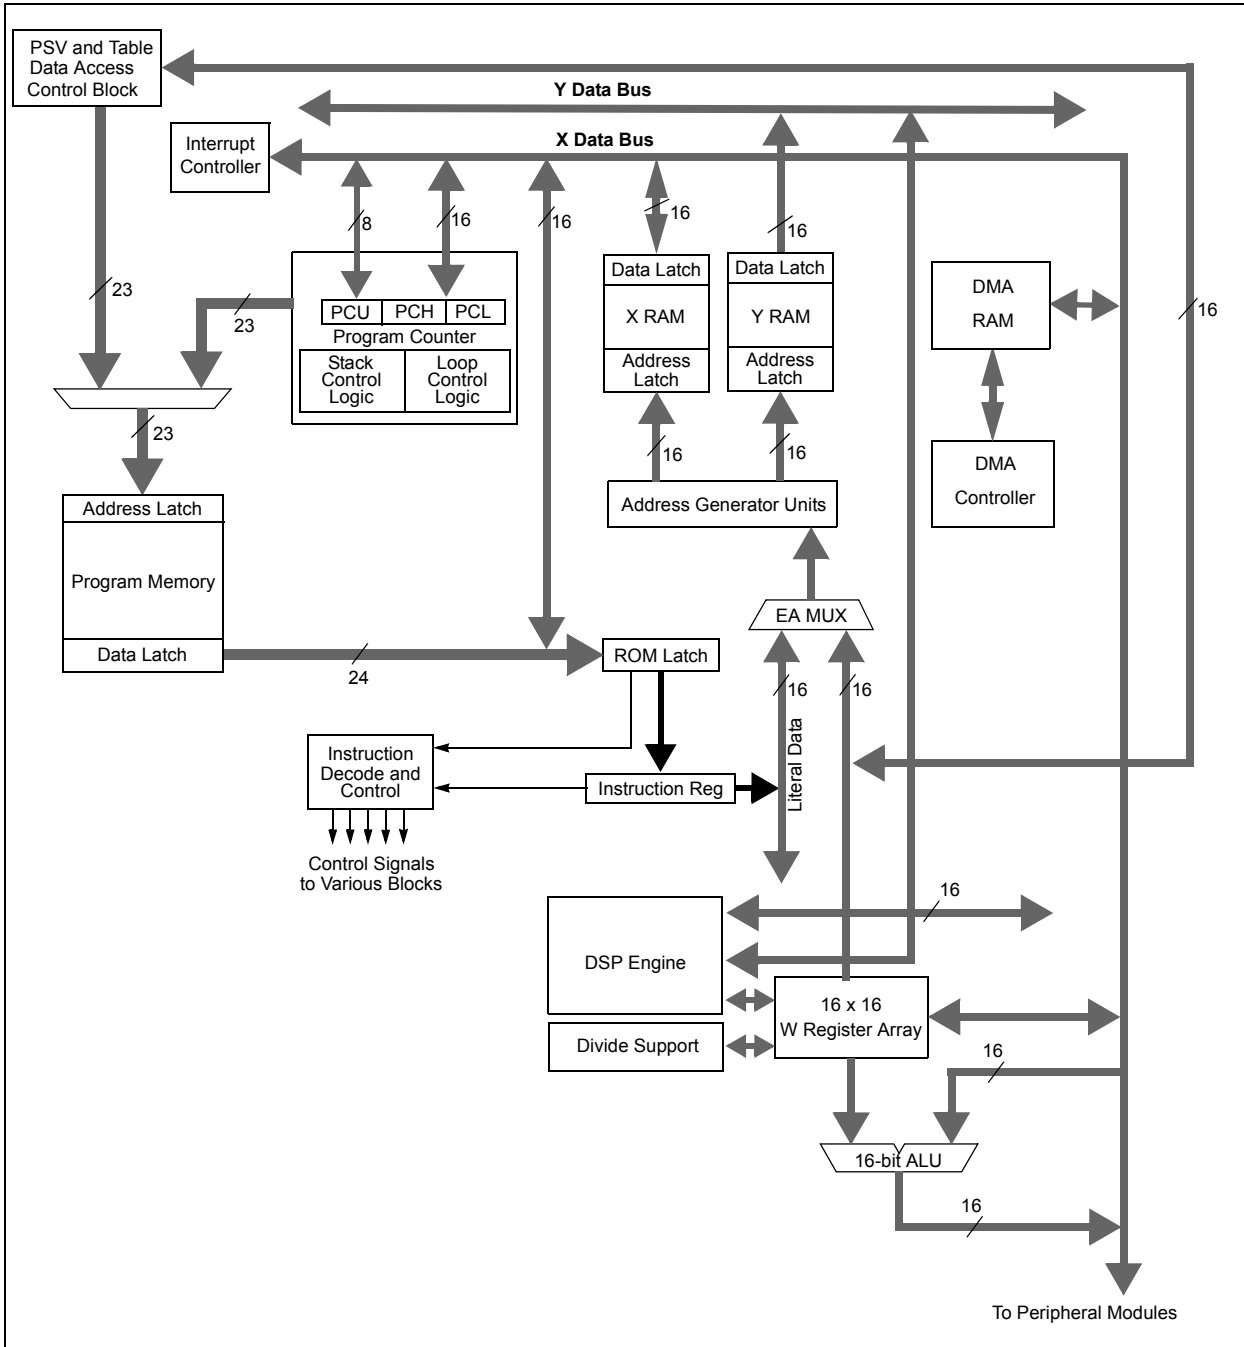 PSV and Table
Data Access
Control Block
Y Data Bus
Interrupt
Controller
X Data Bus
8
16
16
16
16
16
23
23
PCU
PCH
PCL
Program Counter
Stack
Control
Logic
Loop
Control
Logic
Data Latch
X RAM
Address
Latch
Data Latch
Y RAM
Address
Latch
DMA
RAM
23
16
16
DMA
Controller
Address Generator Units
Address Latch
Program Memory
Data Latch
24
EA MUX
ROM Latch
16
16
Literal Data
Instruction
Decode and
Control
Instruction Reg
Control Signals
to Various Blocks
16
DSP Engine
16 x 16
W Register Array
Divide Support
16
16-bit ALU
16
To Peripheral Modules